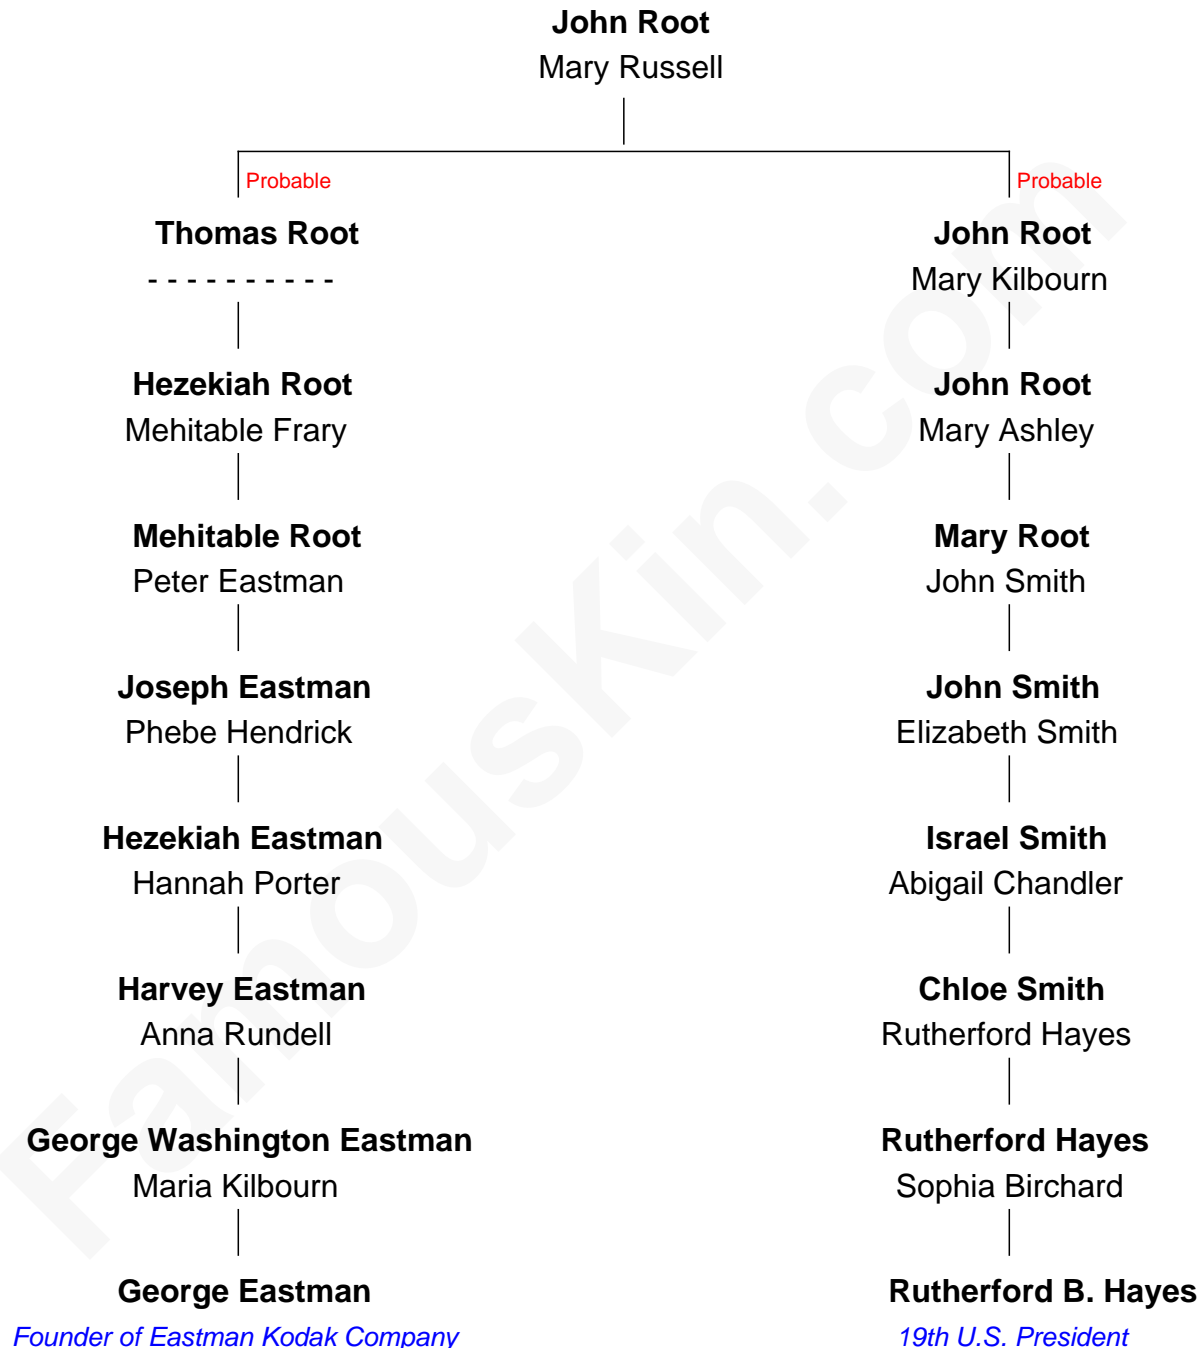 John Root
Mary Russell
Probable Probable
Thomas Root John Root
- - - - - - - - - - Mary Kilbourn
Hezekiah Root John Root
Mehitable Frary Mary Ashley
Mehitable Root Mary Root
Peter Eastman John Smith
Joseph Eastman John Smith
Phebe Hendrick Elizabeth Smith
Hezekiah Eastman Israel Smith
Hannah Porter Abigail Chandler
Harvey Eastman Chloe Smith
Anna Rundell Rutherford Hayes
George Washington Eastman Rutherford Hayes
Maria Kilbourn Sophia Birchard
George Eastman Rutherford B. Hayes
Founder of Eastman Kodak Company 19th U.S. President
FamousKin.com